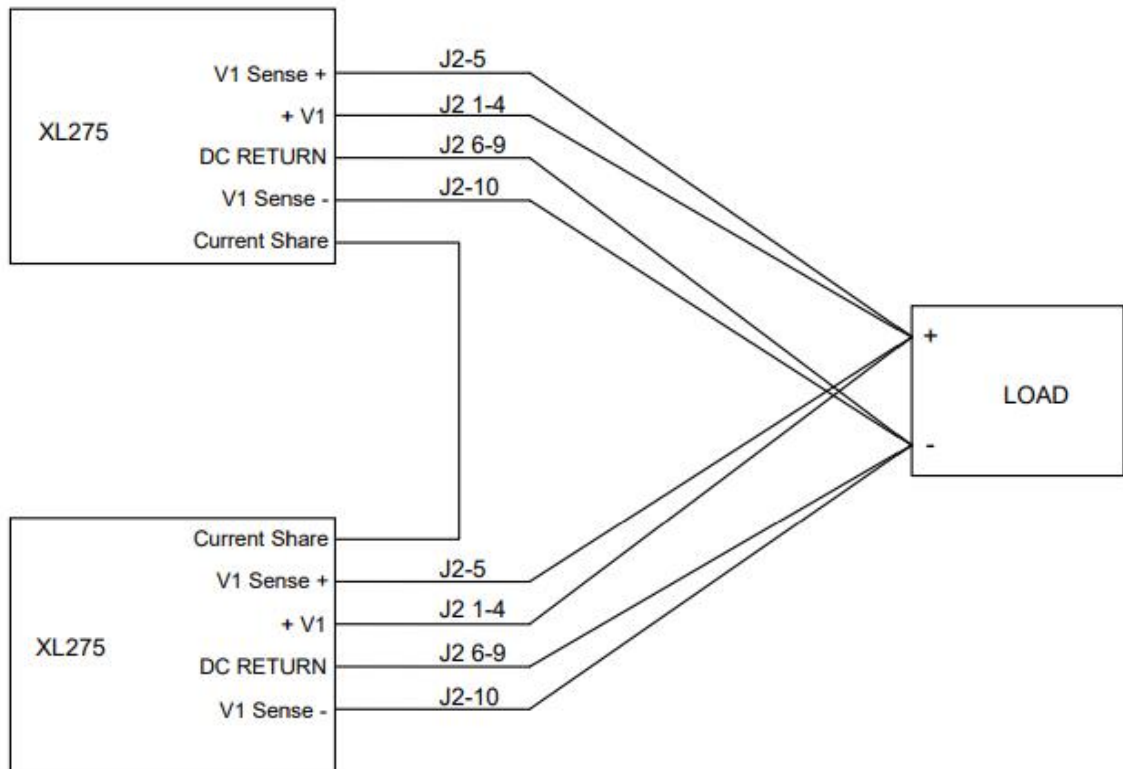 XL275
V1 Sense +
+ V1
DC RETURN
V1 Sense -
Current Share
J2-5
J2 1-4
J2 6-9
J2-10
+
-
LOAD
XL275
Current Share
V1 Sense +
+ V1
DC RETURN
V1 Sense -
J2-5
J2 1-4
J2 6-9
J2-10